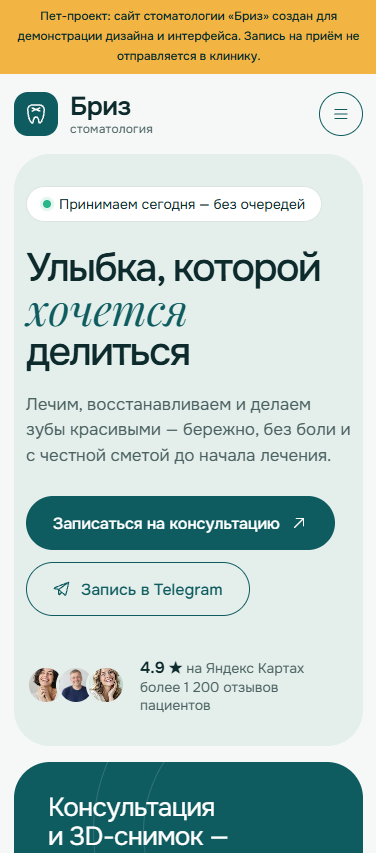 Пет-проект: сайт стоматологии «Бриз» создан для
демонстрации дизайна и интерфейса. Запись на приём не
отправляется в клинику.
Бриз
стоматология
Принимаем сегодня — без очередей
Улыбка, которой
хочется
делиться
Лечим, восстанавливаем и делаем
зубы красивыми — бережно, без боли и
с честной сметой до начала лечения.
Записаться на консультацию
Запись в Telegram
4.9 ★ на Яндекс Картах
более 1 200 отзывов
пациентов
Консультация
и 3D-снимок —